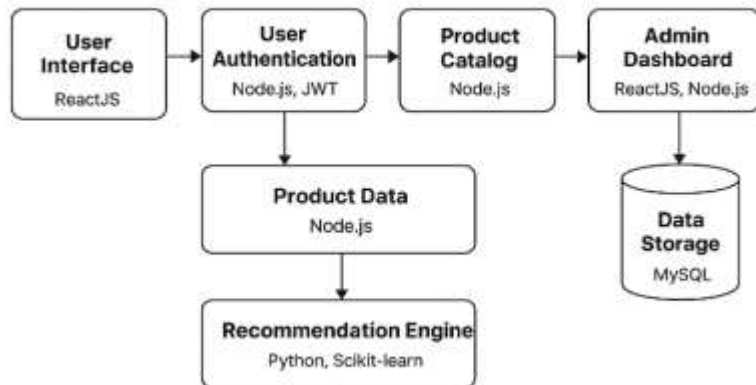 User
Interface
ReactJS
User
Authentication
Node.js, JWT
Product
Catalog
Node.js
Admin
Dashboard
ReactJS, Node.js
Product Data
Node.js
Data
Storage
MySQL
Recommendation Engine
Python, Scikit-learn